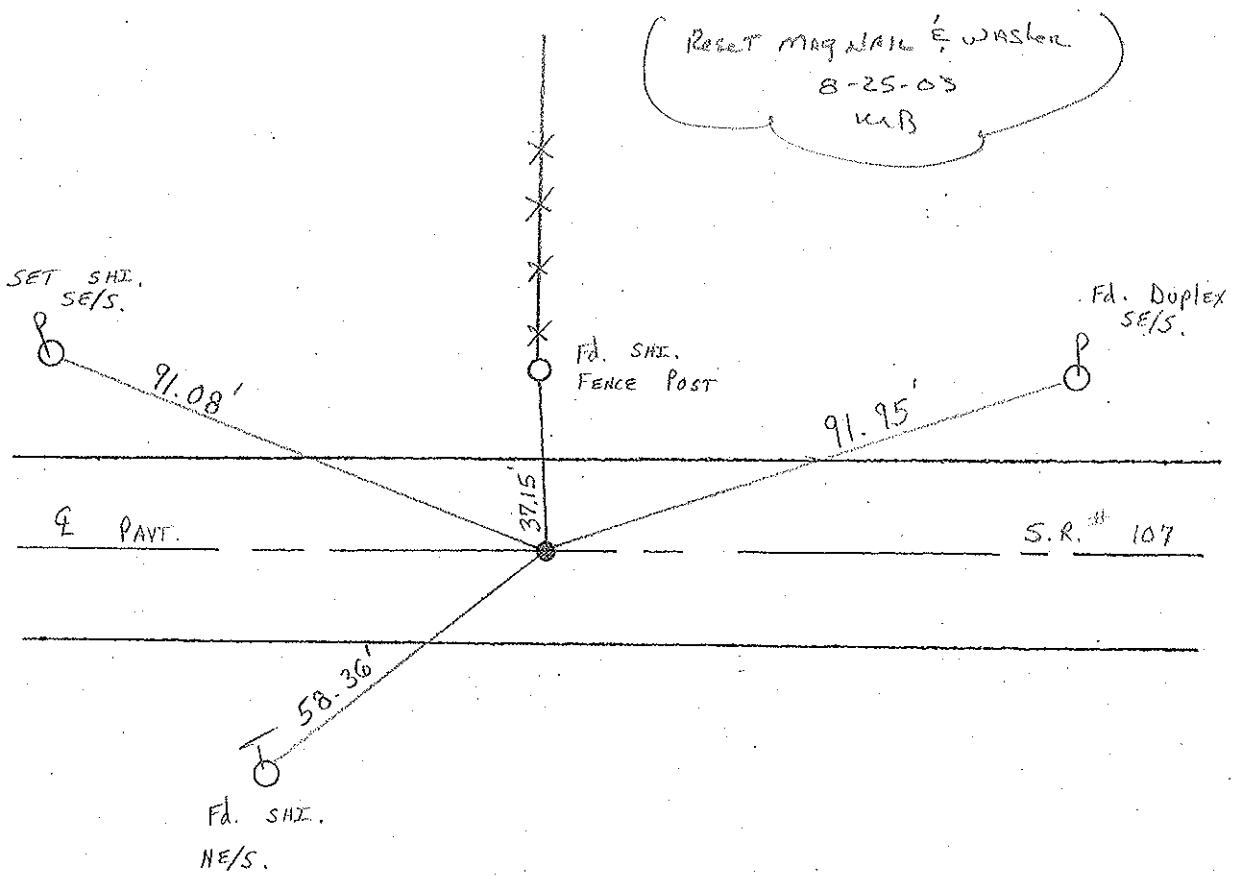 RESET MAG NAIL & WASHER
8-25-03
SET SHI.
SE/S.
Fd. Duplex
SE/S.
Fd. SHI.
FENCE POST
91.08'
91.95'
37.15'
℄ PAVT.
S.R. # 107
58.36'
Fd. SHI.
NE/S.